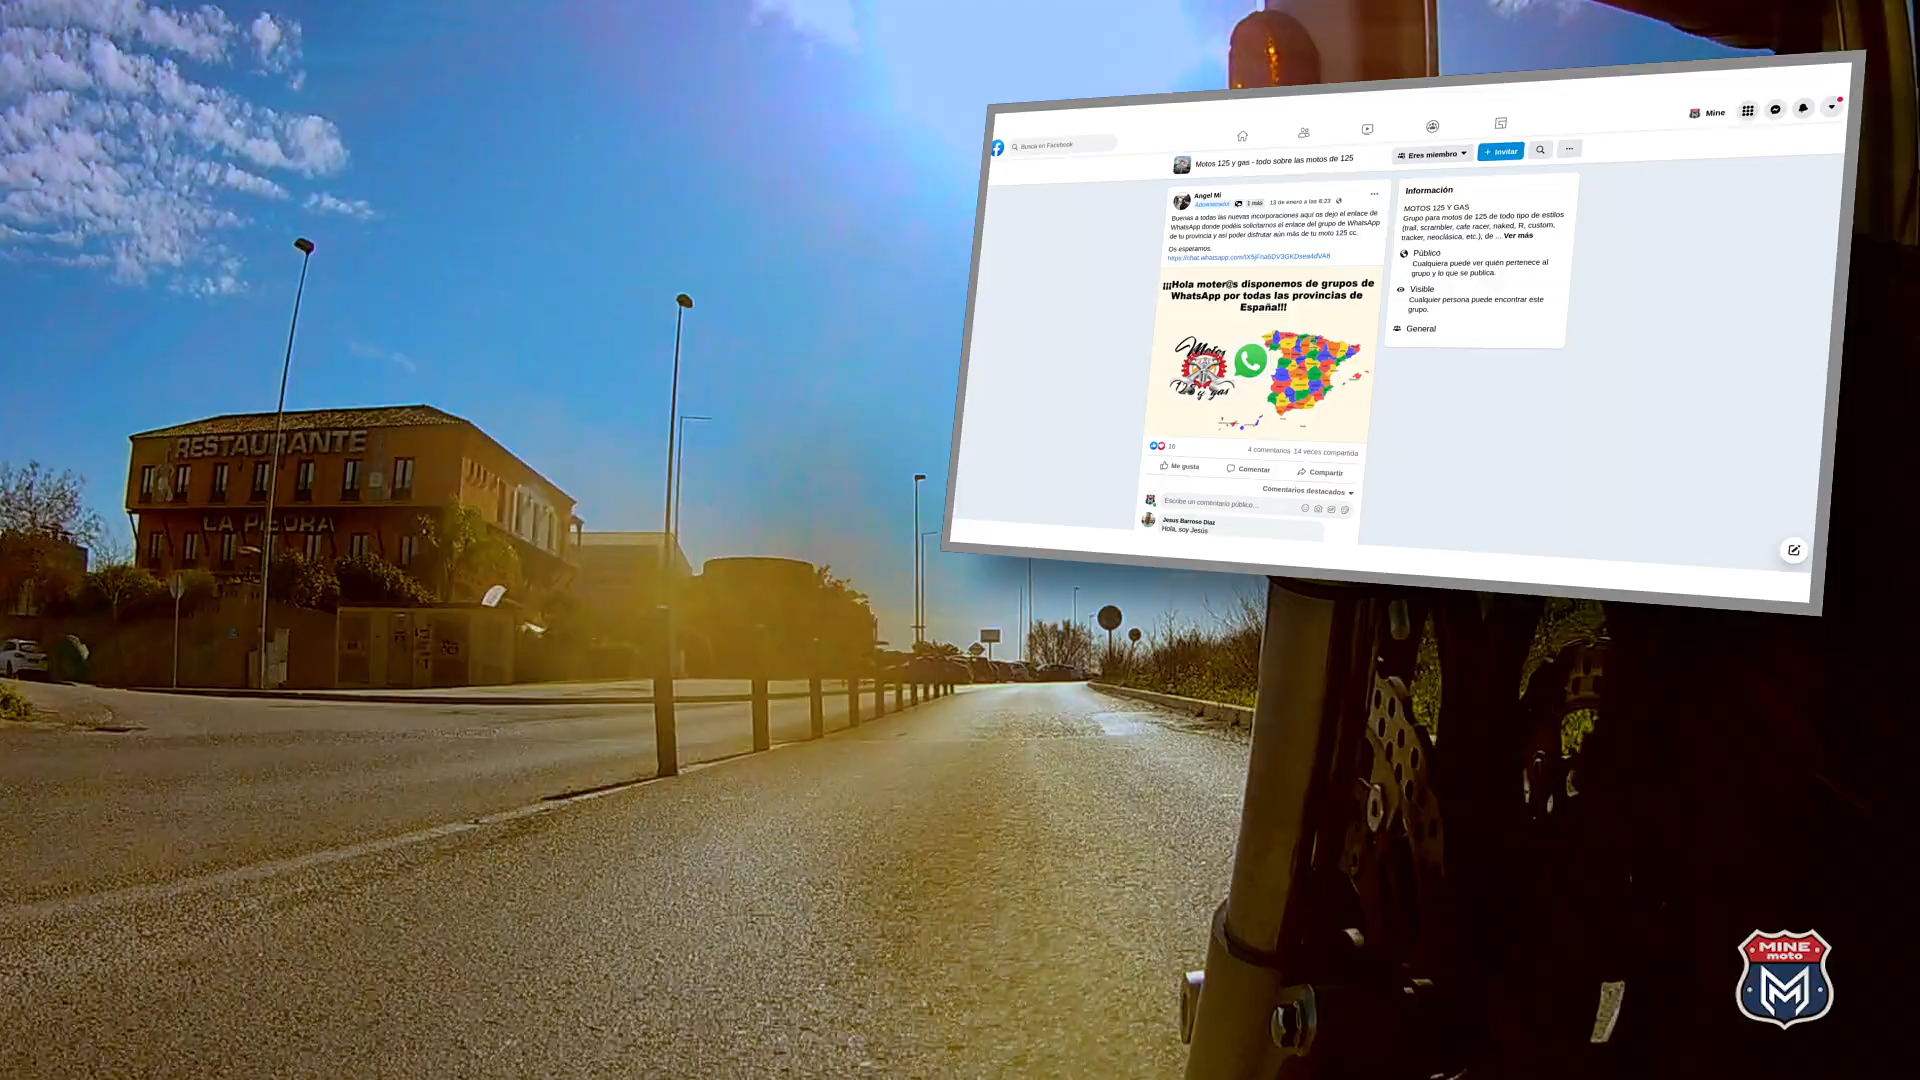 RESTAURANTE
LA PIEDRA
Busca en Facebook
Mine
Motos 125 y gas - todo sobre las motos de 125
Eres miembro
+ Invitar
Angel Mi
Administrador
1 más
13 de enero a las 8:23
Buenas a todas las nuevas incorporaciones aquí os dejo el enlace de
WhatsApp donde podéis solicitarnos el enlace del grupo de WhatsApp
de tu provincia y así poder disfrutar aún más de tu moto 125 cc.
Os esperamos.
¡¡¡Hola moter@s disponemos de grupos de
WhatsApp por todas las provincias de
España!!!
Motos
125 y gas
16
4 comentarios 14 veces compartida
Me gusta
Comentar
Compartir
Comentarios destacados
Escribe un comentario público...
Jesus Barroso Diaz
Hola, soy Jesús
Información
MOTOS 125 Y GAS
Grupo para motos de 125 de todo tipo de estilos
(trail, scrambler, cafe racer, naked, R, custom,
tracker, neoclásica, etc.), de ... Ver más
Público
Cualquiera puede ver quién pertenece al
grupo y lo que se publica.
Visible
Cualquier persona puede encontrar este
grupo.
General
MINE
moto